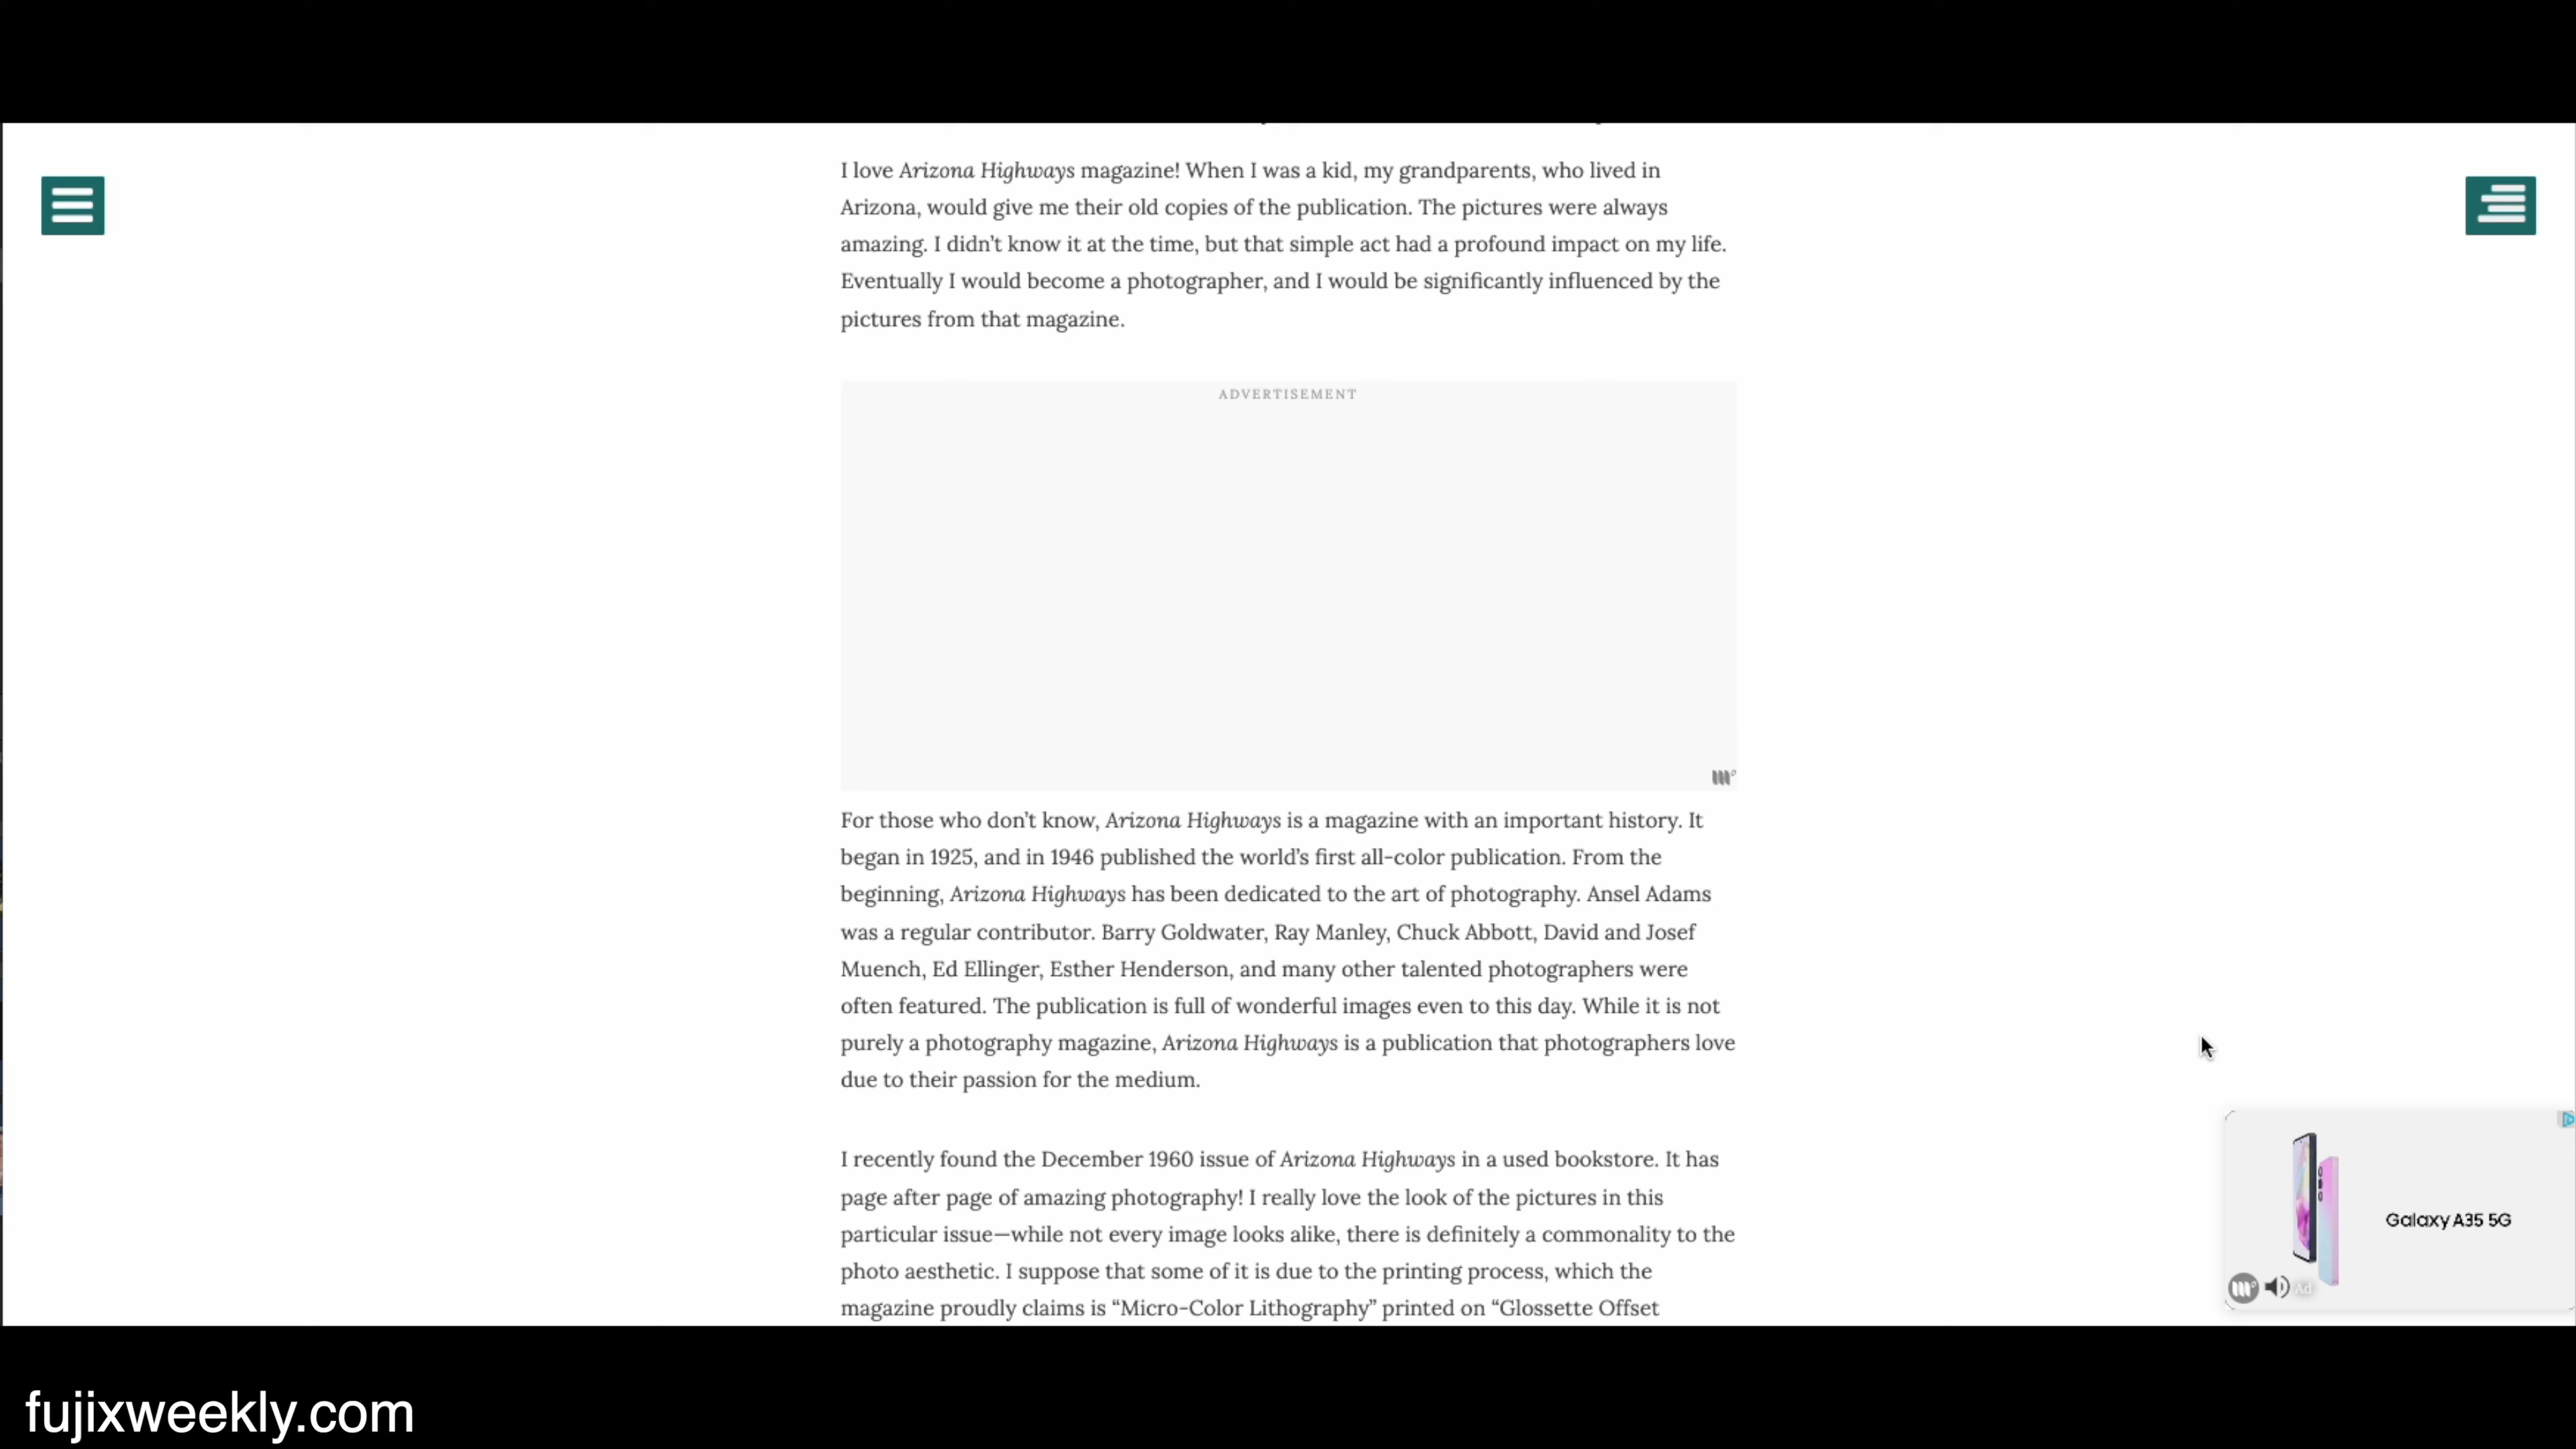 I love Arizona Highways magazine! When I was a kid, my grandparents, who lived in
Arizona, would give me their old copies of the publication. The pictures were always
amazing. I didn’t know it at the time, but that simple act had a profound impact on my life.
Eventually I would become a photographer, and I would be significantly influenced by the
pictures from that magazine.
ADVERTISEMENT
For those who don’t know, Arizona Highways is a magazine with an important history. It
began in 1925, and in 1946 published the world’s first all-color publication. From the
beginning, Arizona Highways has been dedicated to the art of photography. Ansel Adams
was a regular contributor. Barry Goldwater, Ray Manley, Chuck Abbott, David and Josef
Muench, Ed Ellinger, Esther Henderson, and many other talented photographers were
often featured. The publication is full of wonderful images even to this day. While it is not
purely a photography magazine, Arizona Highways is a publication that photographers love
due to their passion for the medium.
I recently found the December 1960 issue of Arizona Highways in a used bookstore. It has
page after page of amazing photography! I really love the look of the pictures in this
particular issue—while not every image looks alike, there is definitely a commonality to the
photo aesthetic. I suppose that some of it is due to the printing process, which the
magazine proudly claims is “Micro-Color Lithography” printed on “Glossette Offset
Galaxy A35 5G
Ad
fujixweekly.com